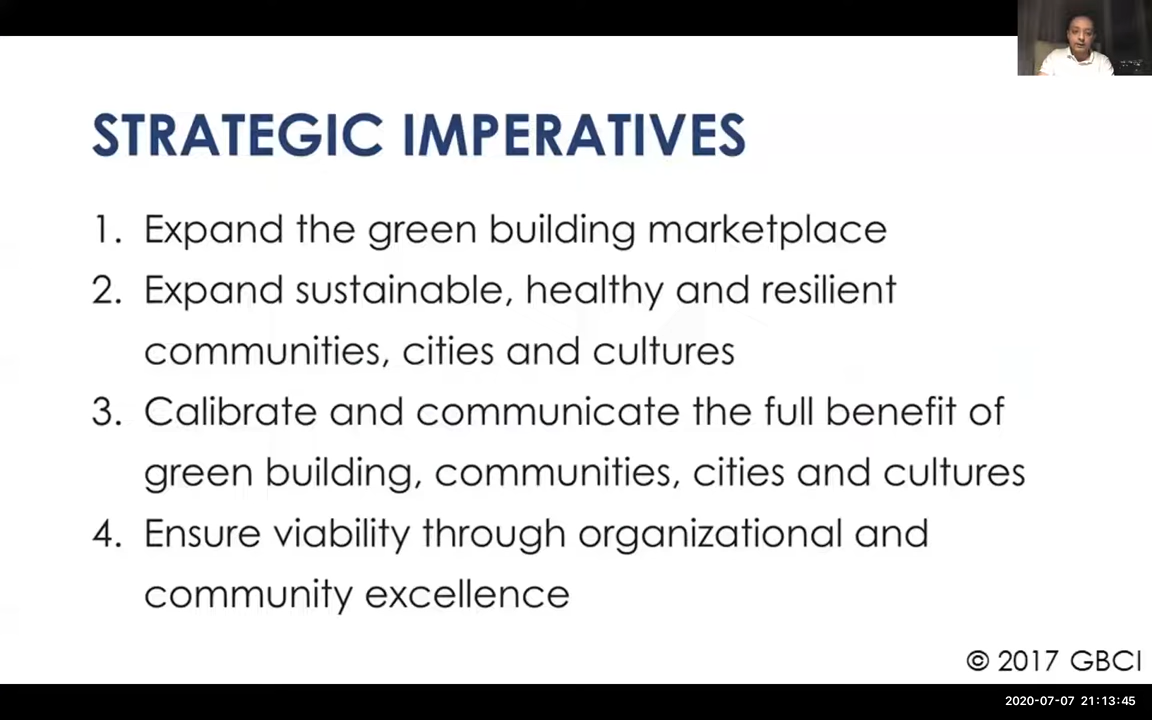 STRATEGIC IMPERATIVES
1. Expand the green building marketplace
2. Expand sustainable, healthy and resilient
communities, cities and cultures
3. Calibrate and communicate the full benefit of
green building, communities, cities and cultures
4. Ensure viability through organizational and
community excellence
© 2017 GBCI
2020-07-07 21:13:45